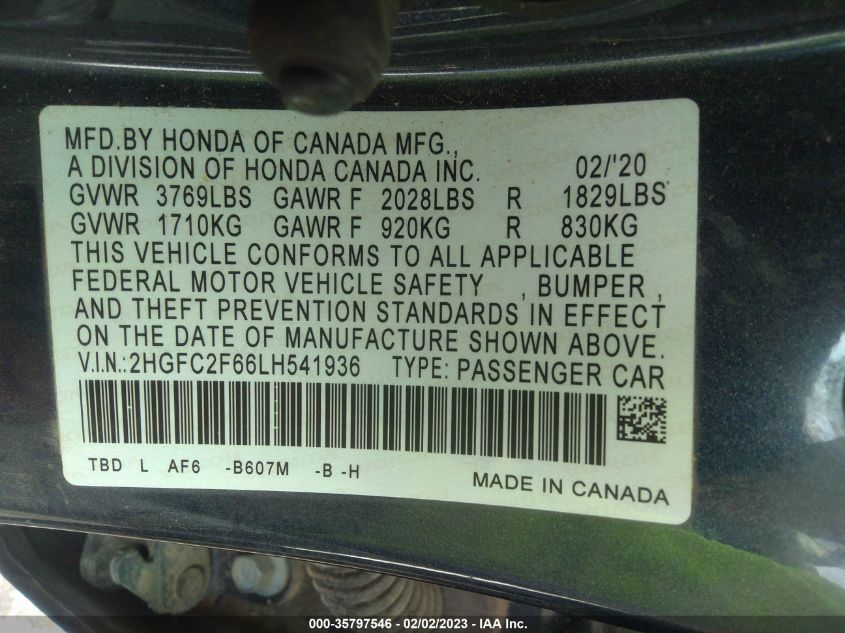 MFD.BY HONDA OF CANADA MFG.,
A DIVISION OF HONDA CANADA INC. 02/'20
GVWR 3769LBS GAWR F 2028LBS R 1829LBS
GVWR 1710KG GAWR F 920KG R 830KG
THIS VEHICLE CONFORMS TO ALL APPLICABLE
FEDERAL MOTOR VEHICLE SAFETY , BUMPER ,
AND THEFT PREVENTION STANDARDS IN EFFECT
ON THE DATE OF MANUFACTURE SHOWN ABOVE.
V.I.N.:2HGFC2F66LH541936 TYPE: PASSENGER CAR
TBD L AF6 -B607M -B -H
MADE IN CANADA
000-35797546 - 02/02/2023 - IAA Inc.